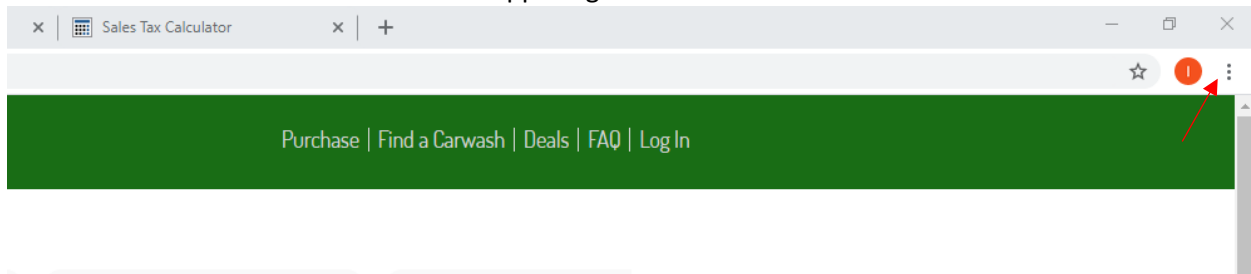 Sales Tax Calculator
I
Purchase | Find a Carwash | Deals | FAQ | Log In